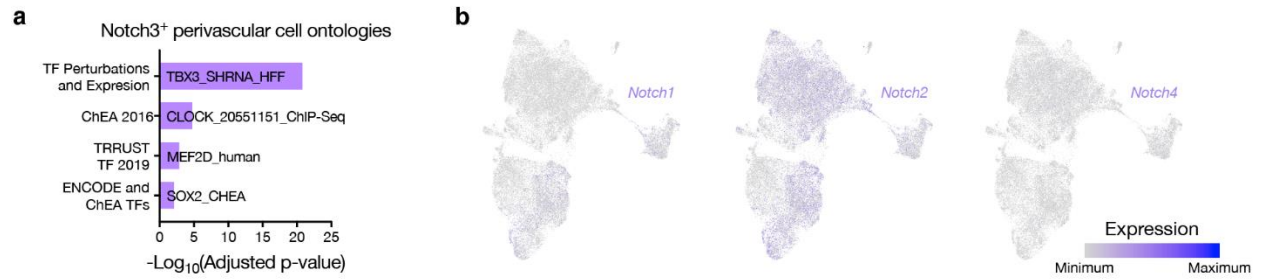 a
Notch3⁺ perivascular cell ontologies
TF Perturbations
and Expresion
TBX3_SHRNA_HFF
ChEA 2016
CLOCK_20551151_ChIP-Seq
TRRUST
TF 2019
MEF2D_human
ENCODE and
ChEA TFs
SOX2_CHEA
0 5 10 15 20 25
-Log₁₀(Adjusted p-value)
b
Notch1
Notch2
Notch4
Expression
Minimum Maximum